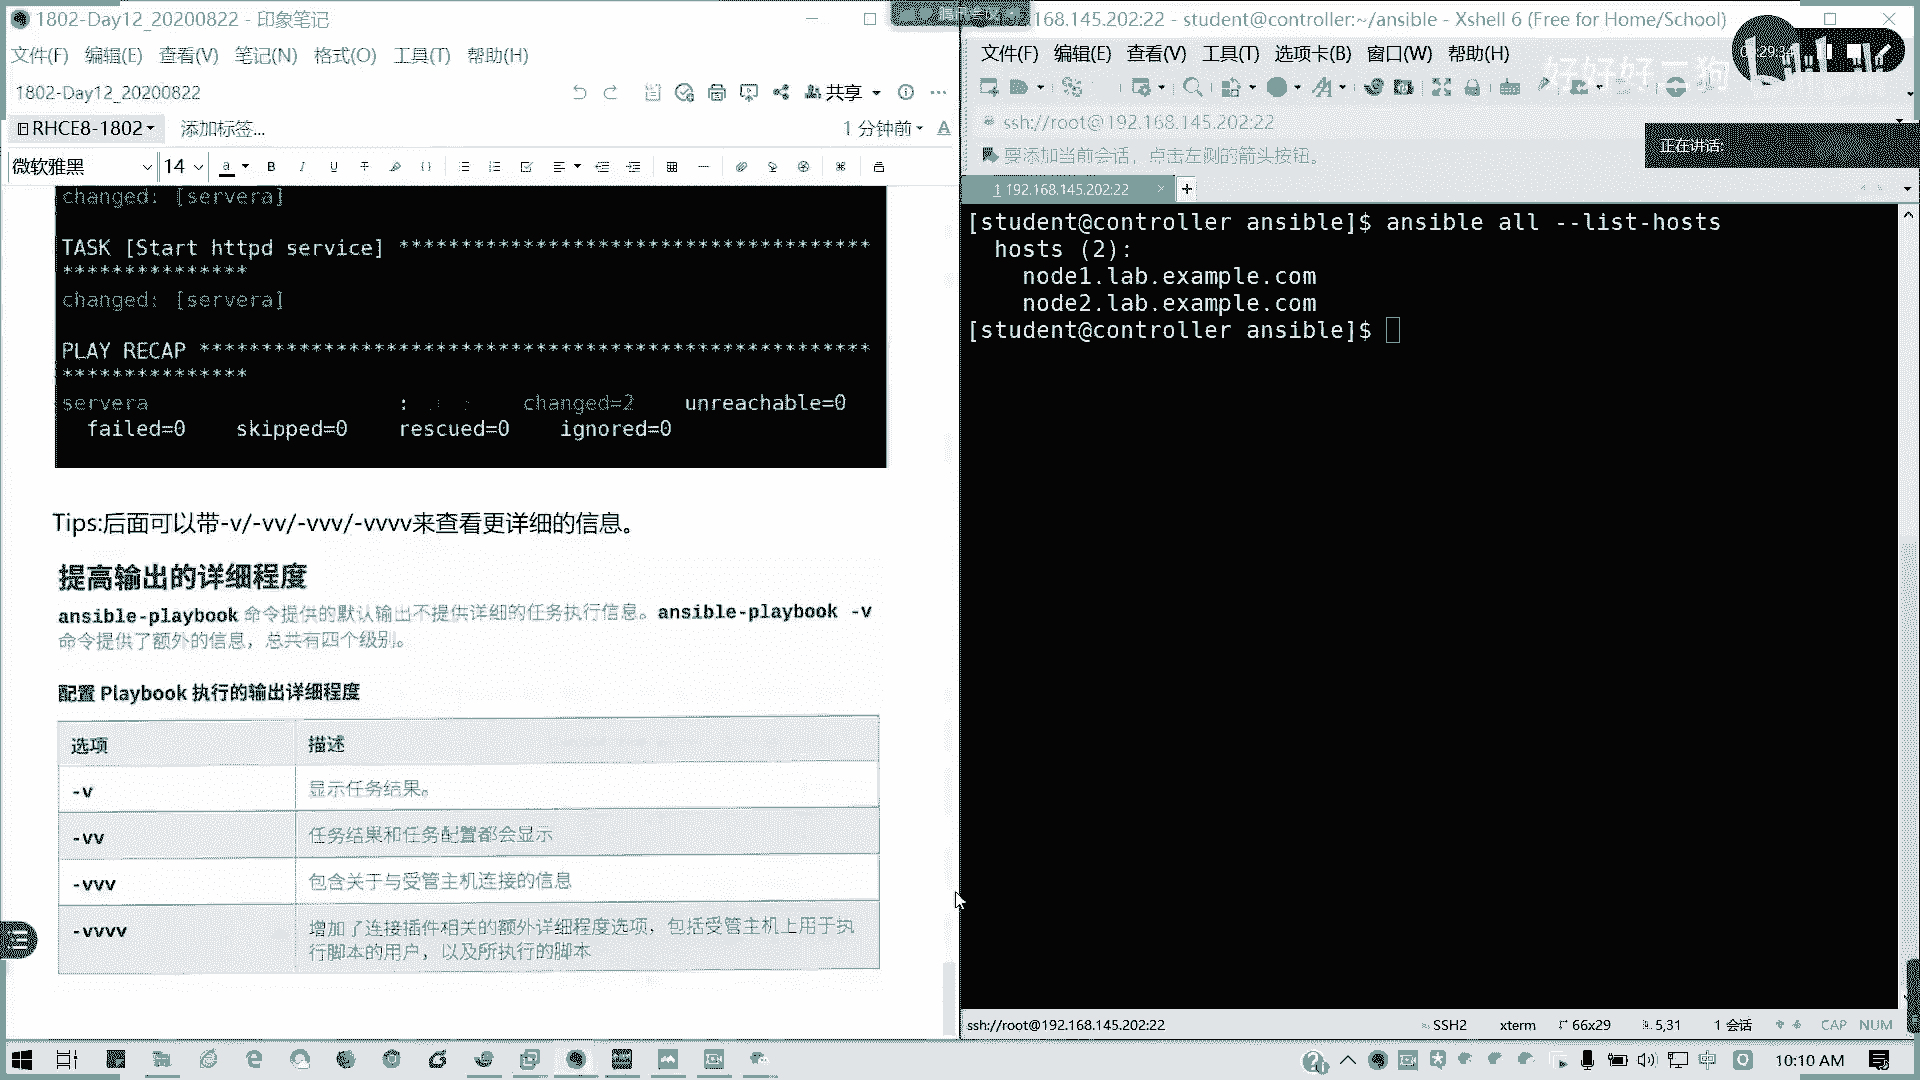 1802-Day12_20200822 - 印象笔记
文件(F) 编辑(E) 查看(V) 笔记(N) 格式(O) 工具(T) 帮助(H)
1802-Day12_20200822
共享
RHCE8-1802
添加标签...
1 分钟前
微软雅黑
14
changed: [servera]
TASK [Start httpd service] **************************************
***************
changed: [servera]
PLAY RECAP ******************************************************
***************
servera : changed=2 unreachable=0
failed=0 skipped=0 rescued=0 ignored=0
Tips:后面可以带-v/-vv/-vvv/-vvvv来查看更详细的信息。
提高输出的详细程度
ansible-playbook 命令提供的默认输出不提供详细的任务执行信息。ansible-playbook -v
命令提供了额外的信息，总共有四个级别。
配置 Playbook 执行的输出详细程度
选项 描述
-v 显示任务结果。
-vv 任务结果和任务配置都会显示
-vvv 包含关于与受管主机连接的信息
-vvvv 增加了连接插件相关的额外详细程度选项，包括受管主机上用于执
行脚本的用户，以及所执行的脚本
168.145.202:22 - student@controller:~/ansible - Xshell 6 (Free for Home/School)
文件(F) 编辑(E) 查看(V) 工具(T) 选项卡(B) 窗口(W) 帮助(H)
好好好二狗
ssh://root@192.168.145.202:22
要添加当前会话，点击左侧的箭头按钮。
正在讲话:
1 192.168.145.202:22
[student@controller ansible]$ ansible all --list-hosts
hosts (2):
node1.lab.example.com
node2.lab.example.com
[student@controller ansible]$
ssh://root@192.168.145.202:22
SSH2 xterm 66x29 5,31 1 会话 CAP NUM
中
10:10 AM